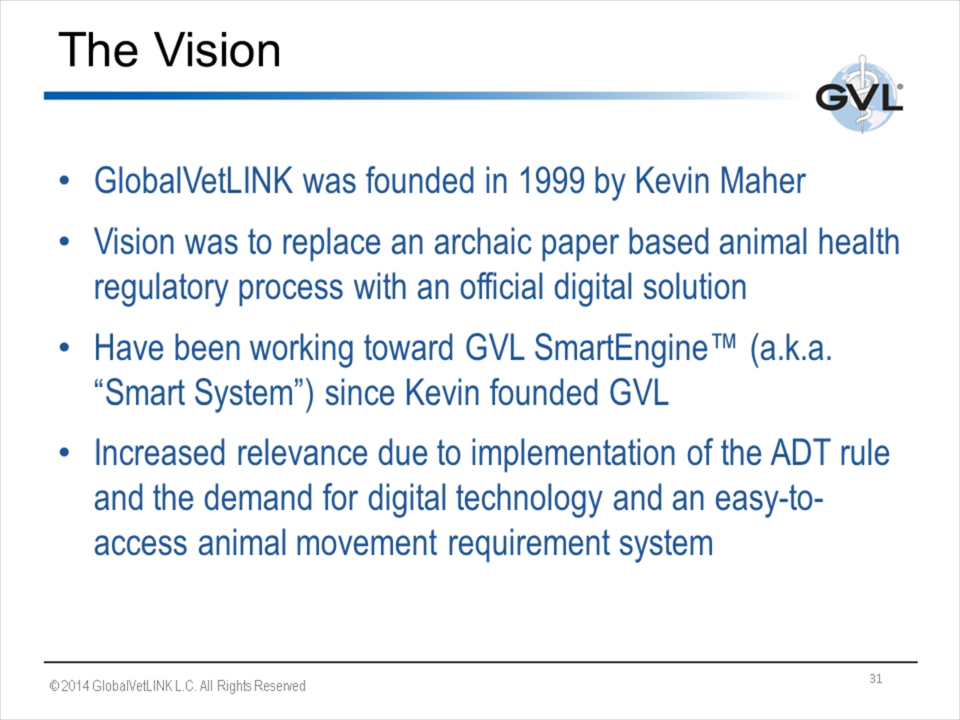 The Vision
GVL®
• GlobalVetLINK was founded in 1999 by Kevin Maher
• Vision was to replace an archaic paper based animal health
regulatory process with an official digital solution
• Have been working toward GVL SmartEngine™ (a.k.a.
“Smart System”) since Kevin founded GVL
• Increased relevance due to implementation of the ADT rule
and the demand for digital technology and an easy-to-
access animal movement requirement system
© 2014 GlobalVetLINK L.C. All Rights Reserved
31